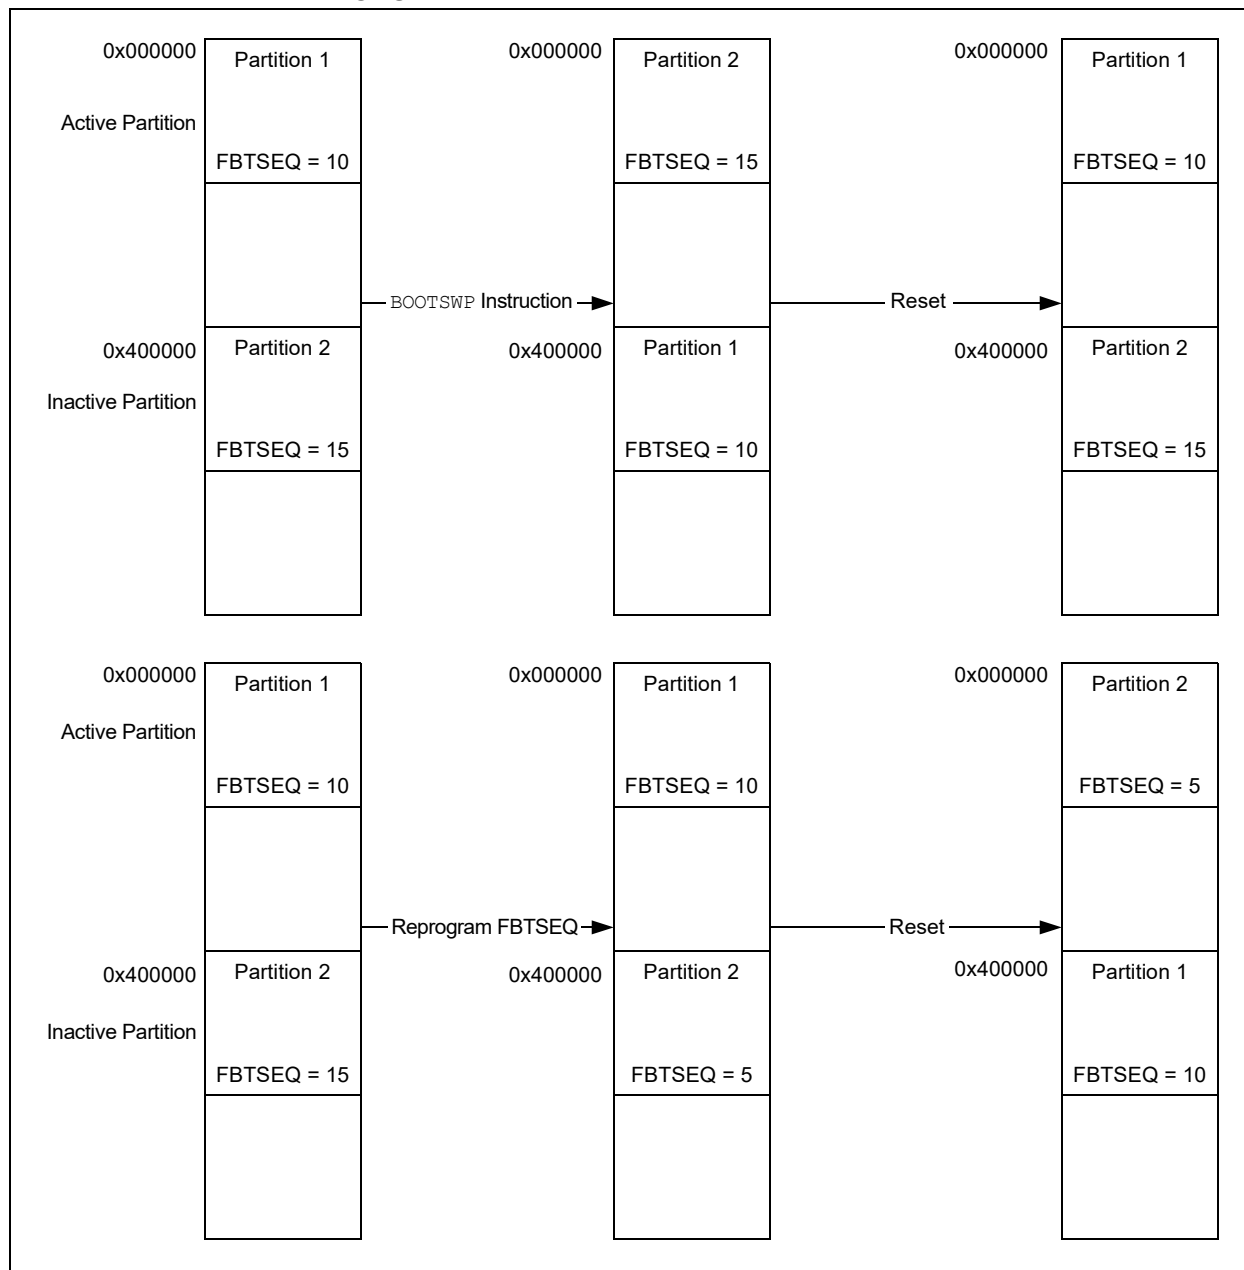 0x000000 Partition 1 0x000000 Partition 2 0x000000 Partition 1
Active Partition
FBTSEQ = 10 FBTSEQ = 15 FBTSEQ = 10
BOOTSWP Instruction Reset
0x400000 Partition 2 0x400000 Partition 1 0x400000 Partition 2
Inactive Partition
FBTSEQ = 15 FBTSEQ = 10 FBTSEQ = 15
0x000000 Partition 1 0x000000 Partition 1 0x000000 Partition 2
Active Partition
FBTSEQ = 10 FBTSEQ = 10 FBTSEQ = 5
Reprogram FBTSEQ Reset
0x400000 Partition 2 0x400000 Partition 2 0x400000 Partition 1
Inactive Partition
FBTSEQ = 15 FBTSEQ = 5 FBTSEQ = 10